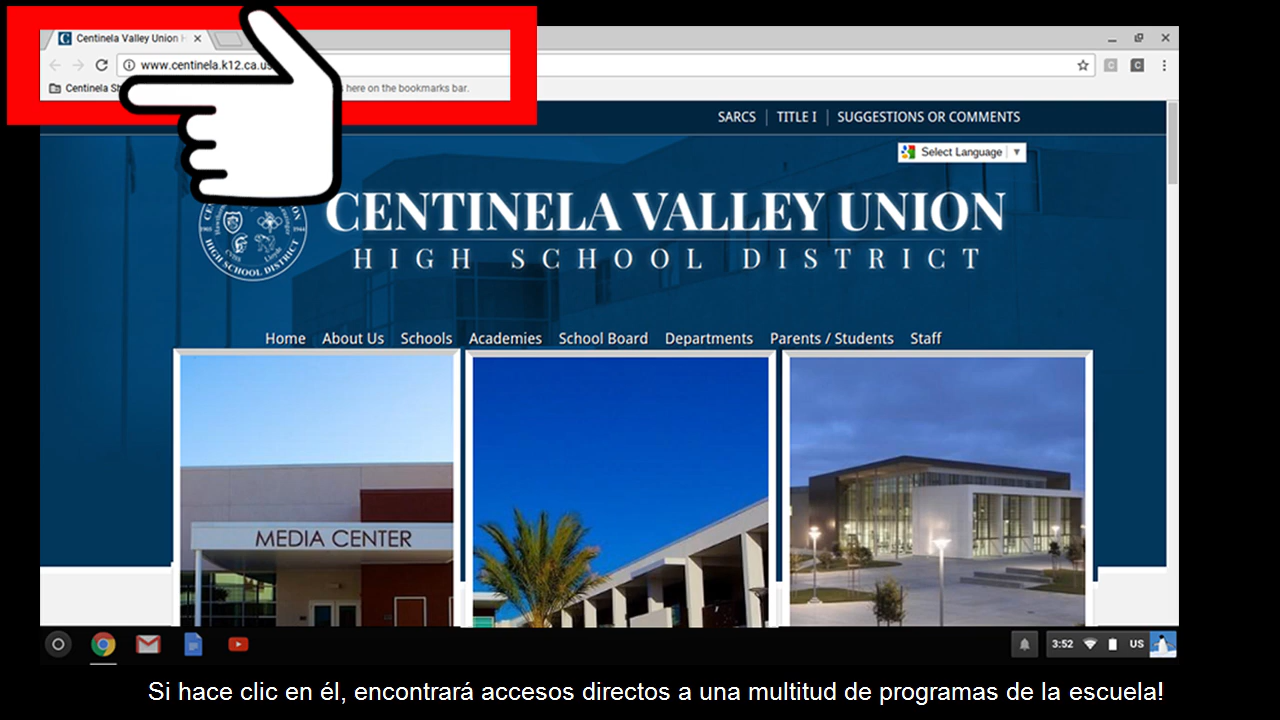 Centinela Valley Union H
www.centinela.k12.ca.us
Centinela
here on the bookmarks bar.
SARCS
TITLE I
SUGGESTIONS OR COMMENTS
Select Language
CENTINELA VALLEY UNION
HIGH SCHOOL DISTRICT
HIGH SCHOOL DISTRICT
Home About Us Schools Academies School Board Departments Parents / Students Staff
MEDIA CENTER
3:52 US
Si hace clic en él, encontrará accesos directos a una multitud de programas de la escuela!